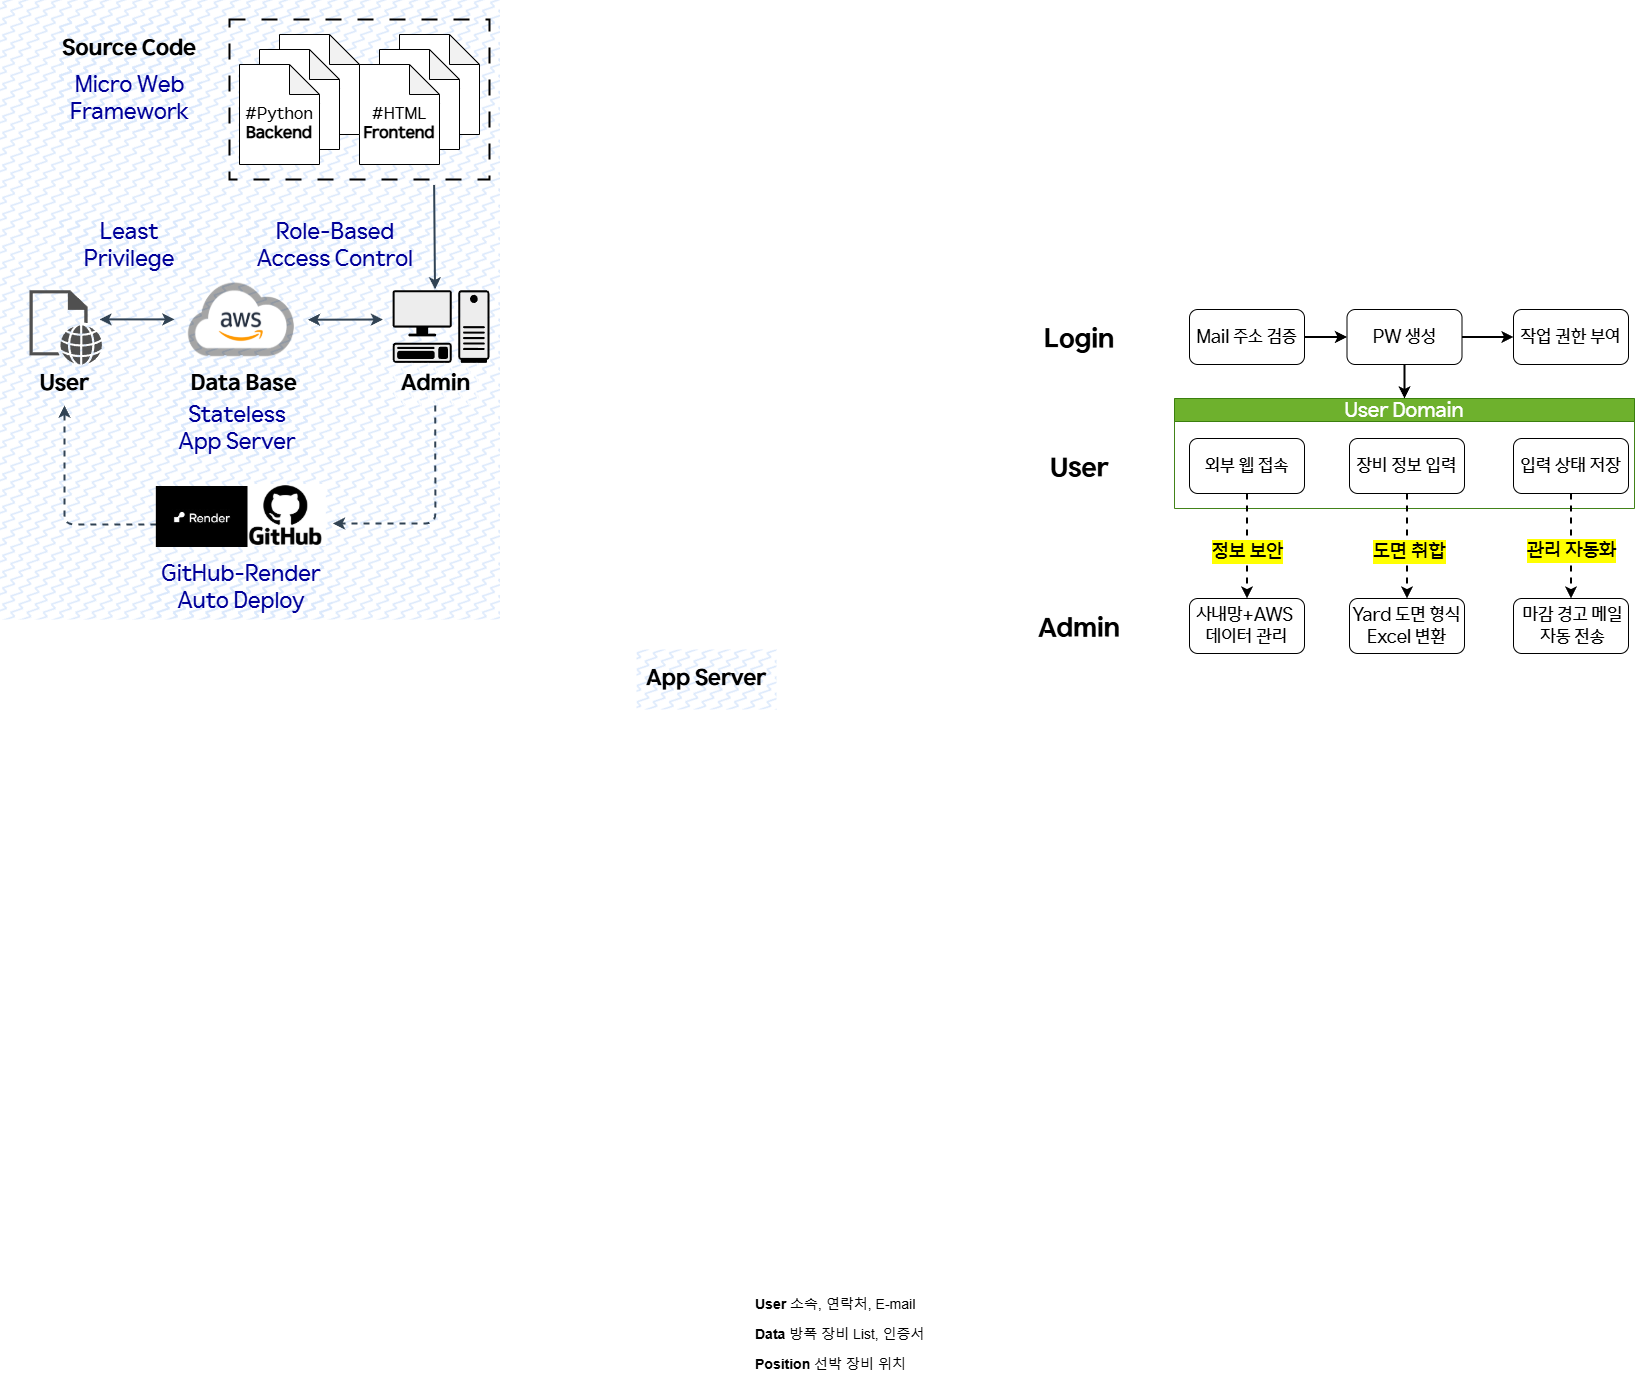 Source Code
Micro Web
Framework
#Python
Backend
#HTML
Frontend
Least
Privilege
Role-Based
Access Control
aws
User
Data Base
Admin
Stateless
App Server
Render
GitHub
GitHub-Render
Auto Deploy
App Server
Login
Mail 주소 검증
PW 생성
작업 권한 부여
User Domain
User
외부 웹 접속
장비 정보 입력
입력 상태 저장
정보 보안
도면 취합
관리 자동화
Admin
사내망+AWS
데이터 관리
Yard 도면 형식
Excel 변환
마감 경고 메일
자동 전송
User 소속, 연락처, E-mail
Data 방폭 장비 List, 인증서
Position 선박 장비 위치